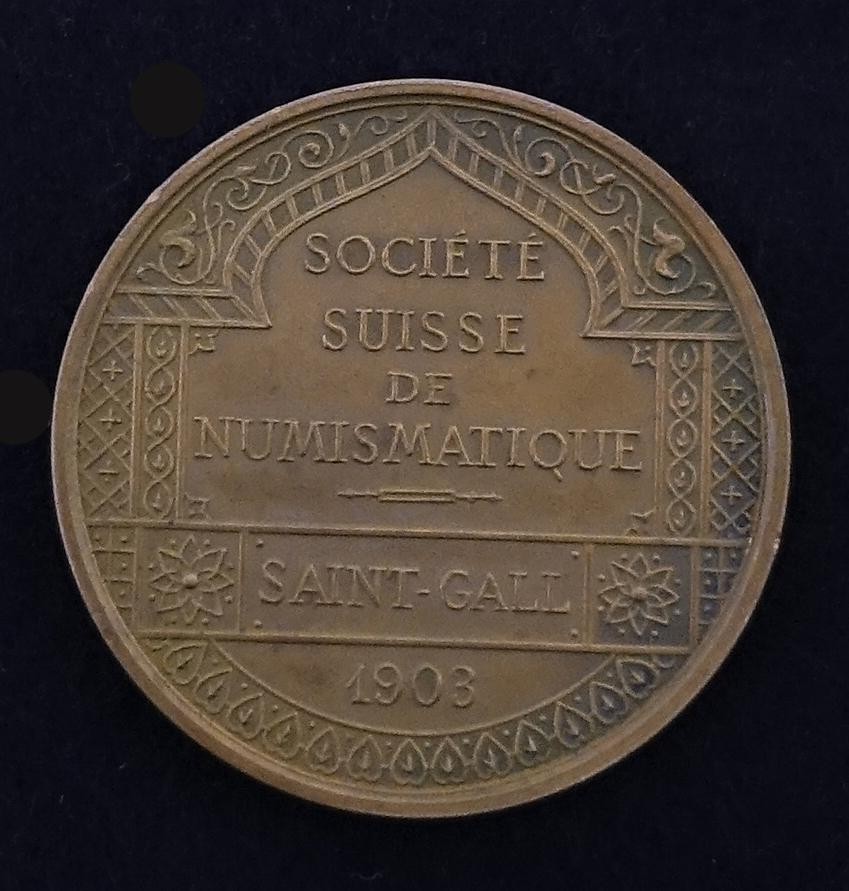 SOCIÉTÉ
SUISSE
DE
NUMISMATIQUE
SAINT-GALL
1903